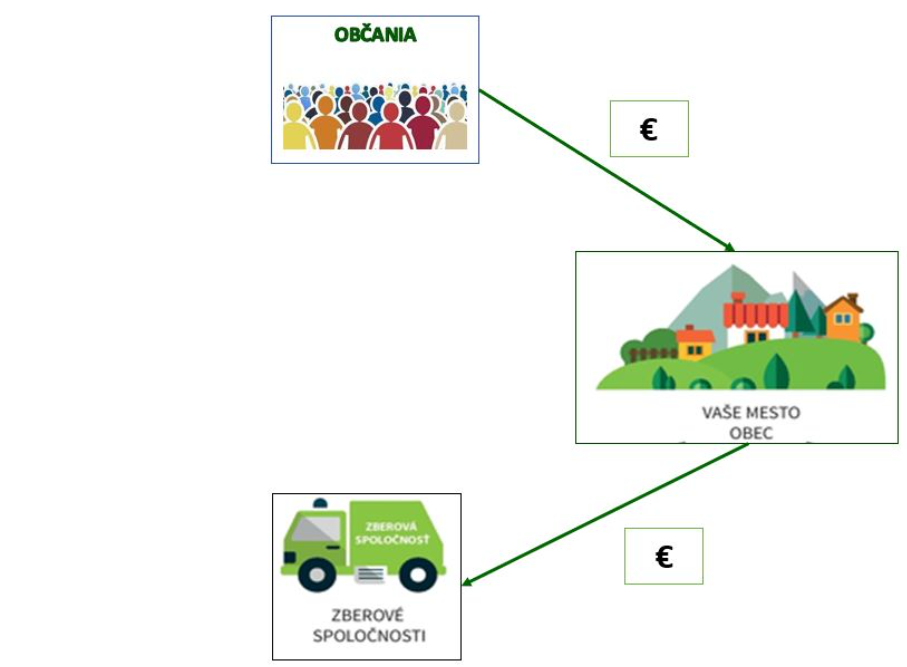 OBČANIA
€
VAŠE MESTO
OBEC
ZBEROVÁ
SPOLOČNOSŤ
€
ZBEROVÉ
SPOLOČNOSTI